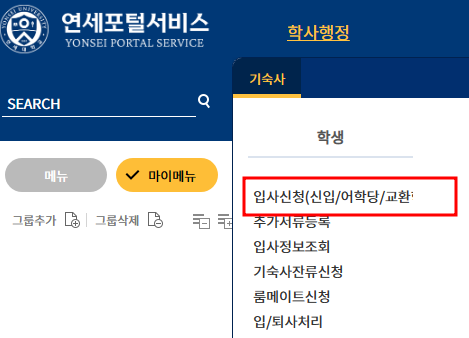 연세포털서비스
YONSEI PORTAL SERVICE
학사행정
SEARCH
기숙사
학생
메뉴
마이메뉴
그룹추가
그룹삭제
입사신청(신입/어학당/교환
추가서류등록
입사정보조회
기숙사잔류신청
룸메이트신청
입/퇴사처리